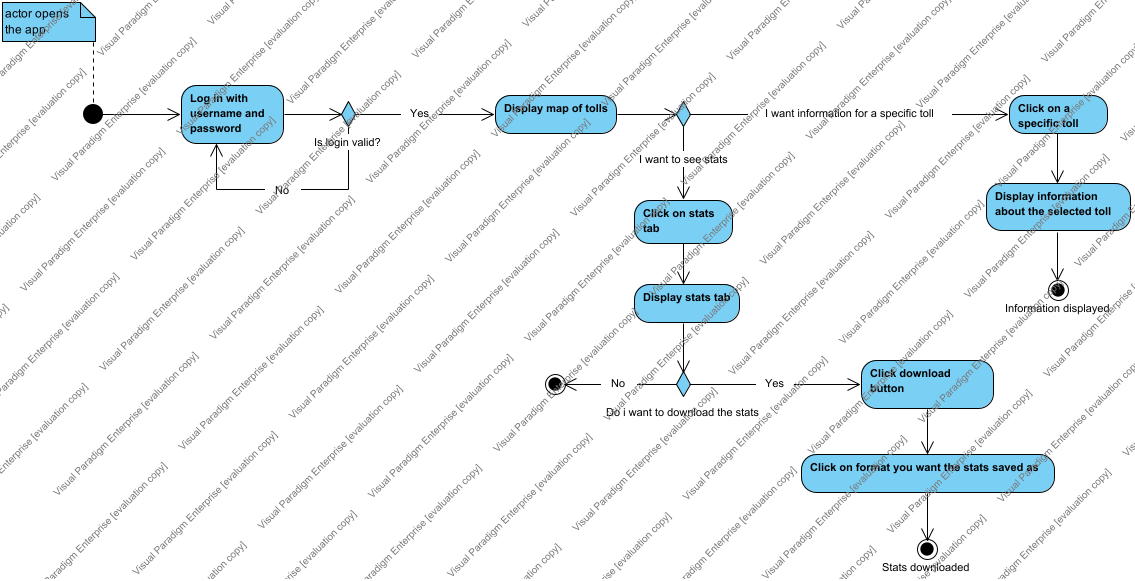 actor opens
the app
Log in with
username and
password
Is login valid?
No
Yes
Display map of tolls
I want information for a specific toll
Click on a
specific toll
Display information
about the selected toll
Information displayed
I want to see stats
Click on stats
tab
Display stats tab
No
Yes
Do i want to download the stats
Click download
button
Click on format you want the stats saved as
Stats downloaded
Visual Paradigm Enterprise [evaluation copy]